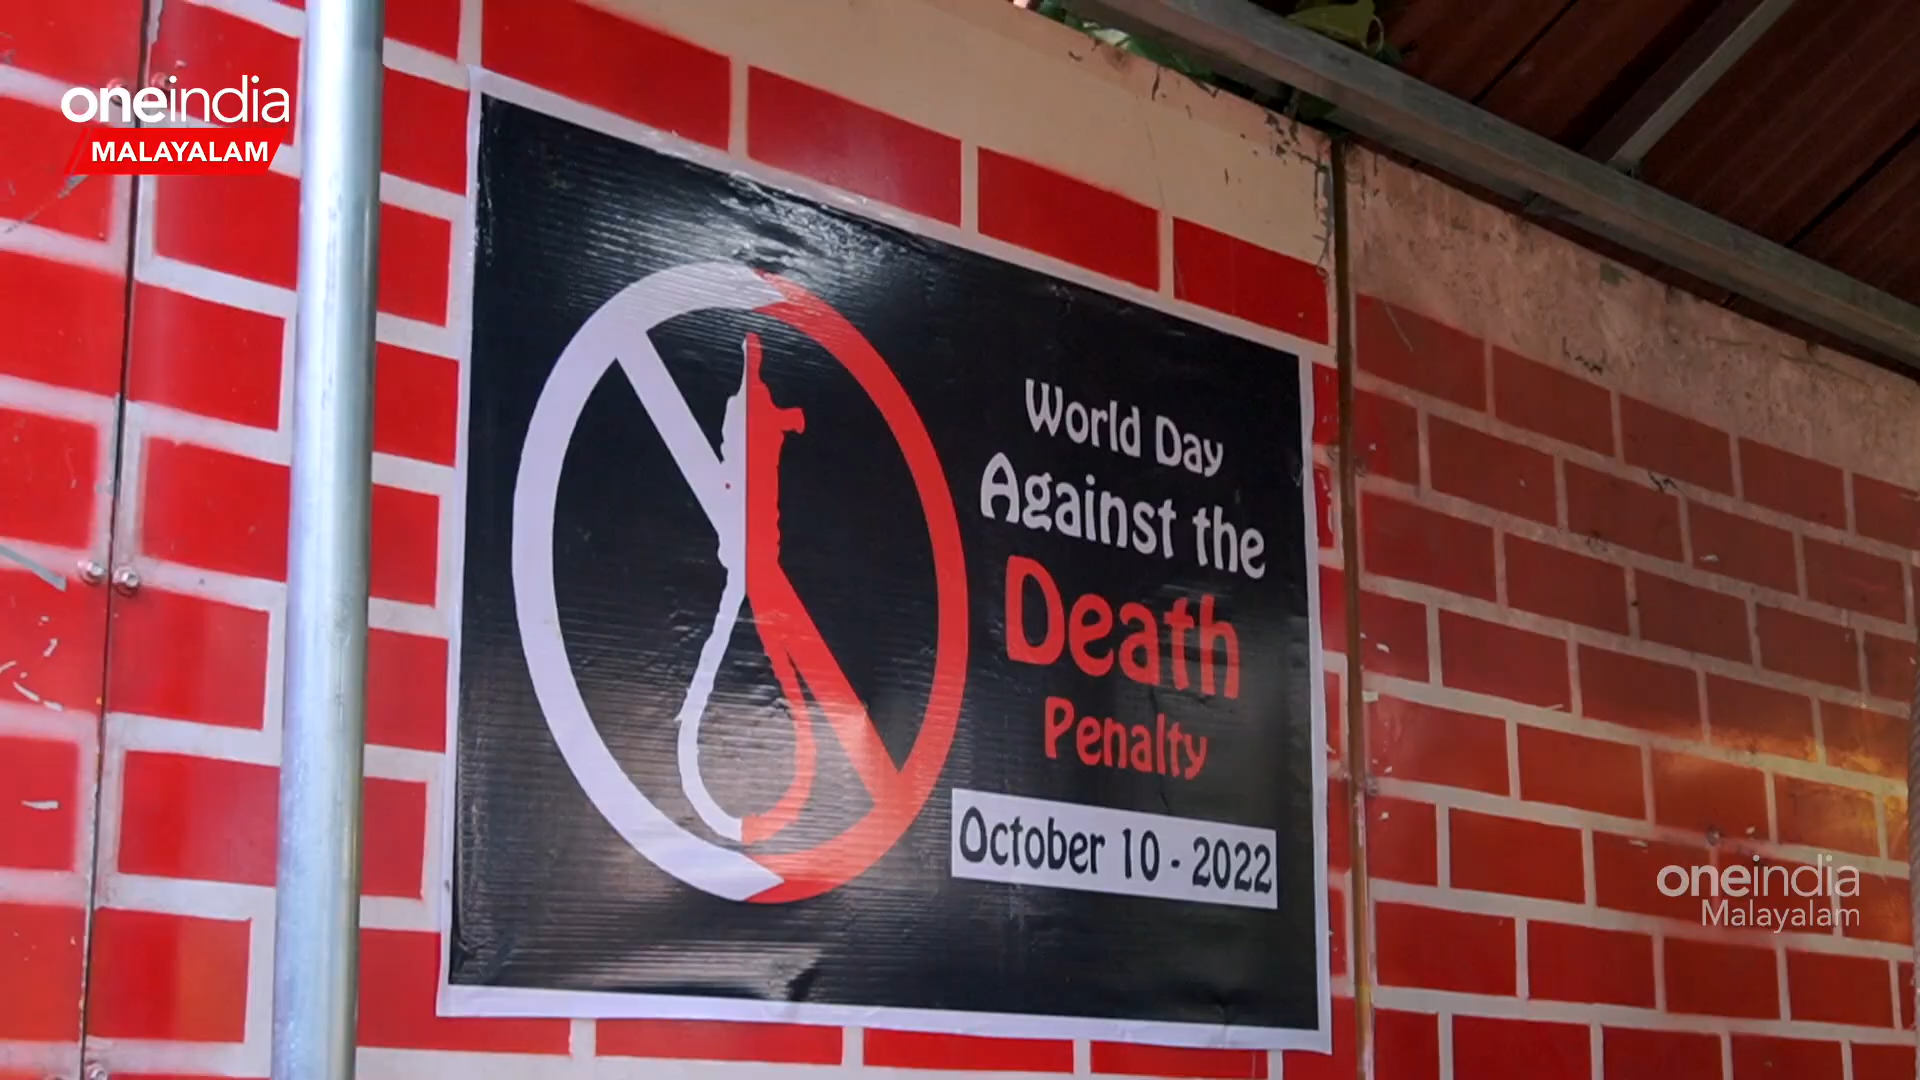 oneindia
MALAYALAM
World Day
Against the
Death
Penalty
October 10 - 2022
oneindia
Malayalam